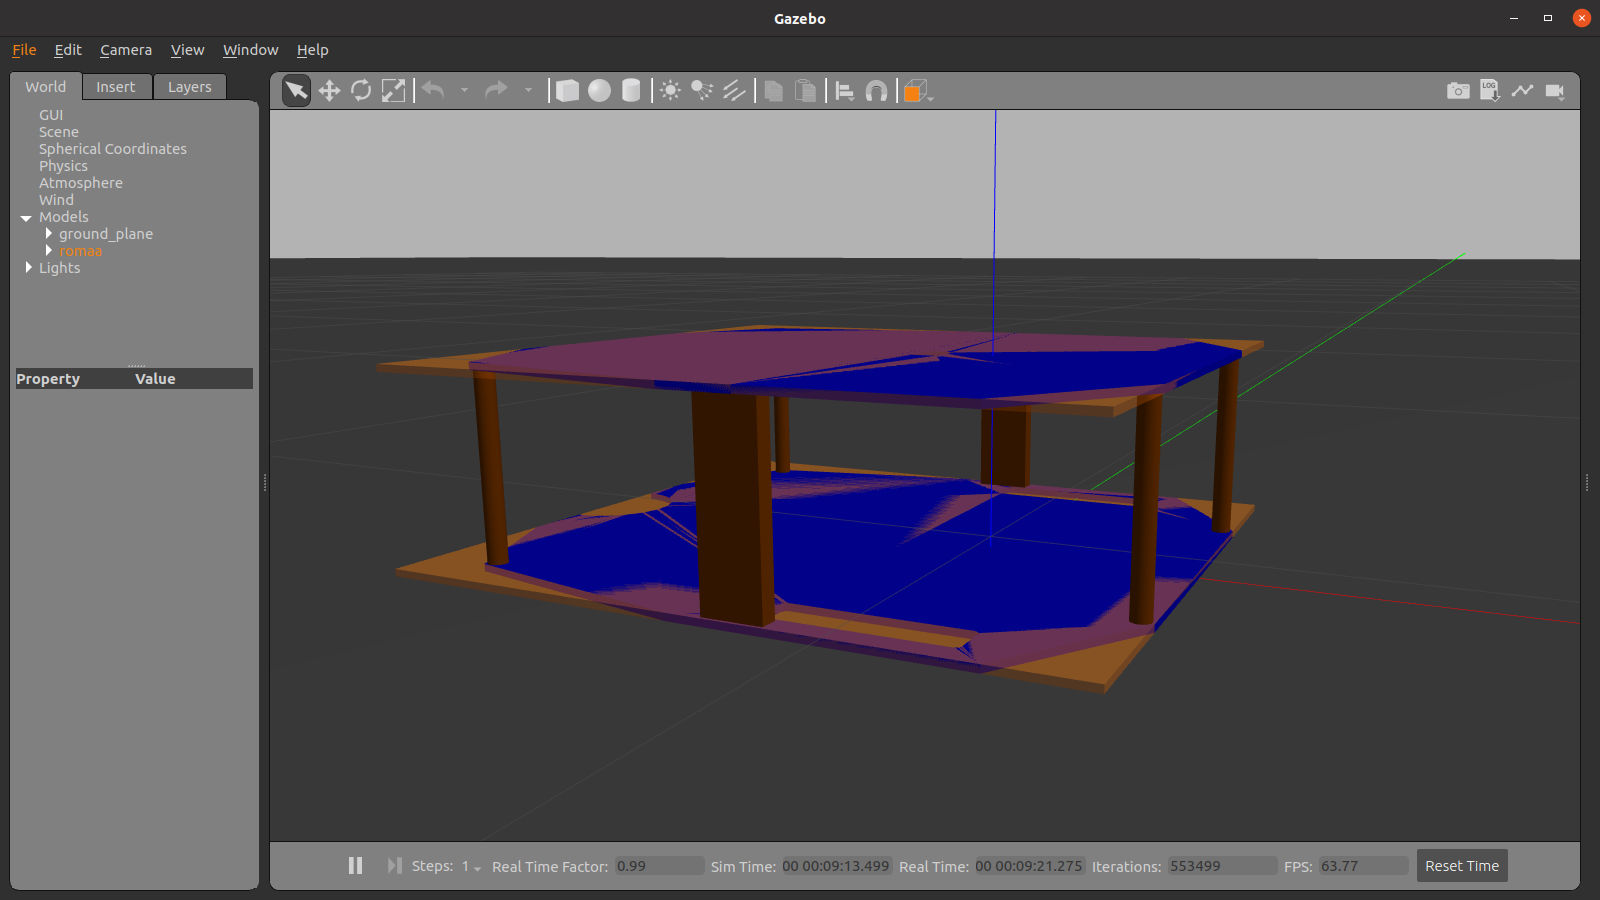 Gazebo
File Edit Camera View Window Help
World Insert Layers
LOG
GUI
Scene
Spherical Coordinates
Physics
Atmosphere
Wind
Models
ground_plane
romaa
Lights
Property Value
Steps: 1 Real Time Factor: 0.99 Sim Time: 00 00:09:13.499 Real Time: 00 00:09:21.275 Iterations: 553499 FPS: 63.77 Reset Time